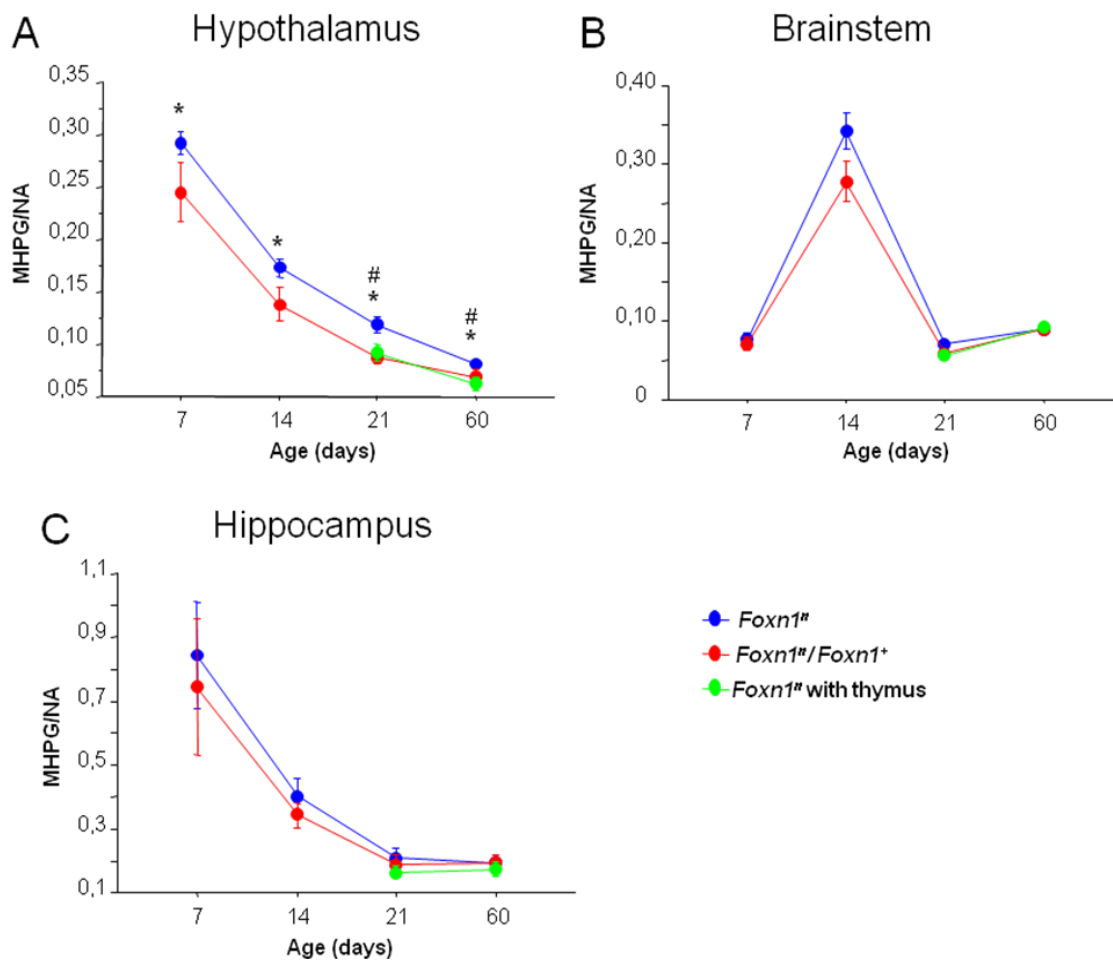 A Hypothalamus
0,35
0,30
0,25
0,20
0,15
0,10
0,05
MHPG/NA
*
*
#
*
#
*
7 14 21 60
Age (days)
B Brainstem
0,40
0,30
0,20
0,10
0
MHPG/NA
7 14 21 60
Age (days)
C Hippocampus
1,1
0,9
0,7
0,5
0,3
0,1
MHPG/NA
7 14 21 60
Age (days)
Foxn1ⁿ
Foxn1ⁿ/Foxn1⁺
Foxn1ⁿ with thymus